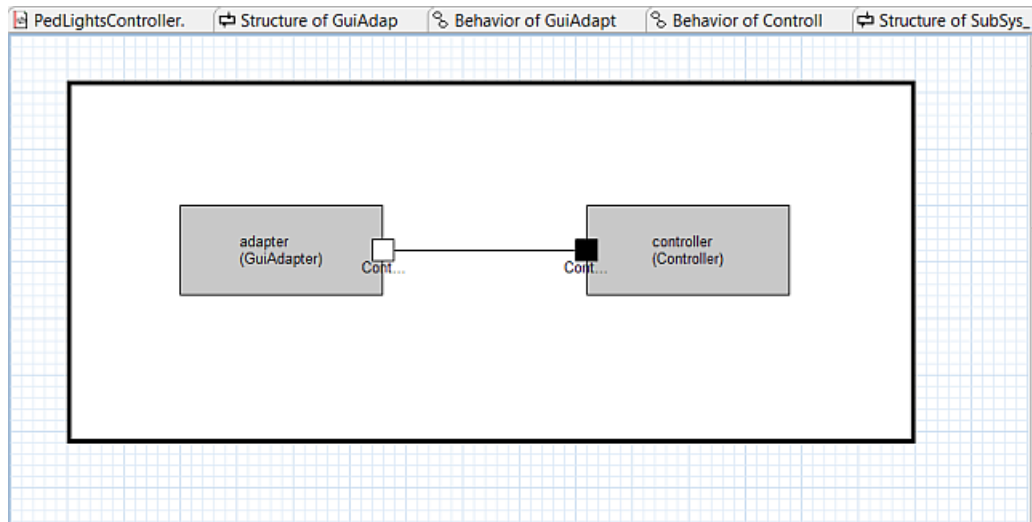 PedLightsController.
Structure of GuiAdap
Behavior of GuiAdapt
Behavior of Controll
Structure of SubSys_
adapter
(GuiAdapter)
Cont...
Cont...
controller
(Controller)